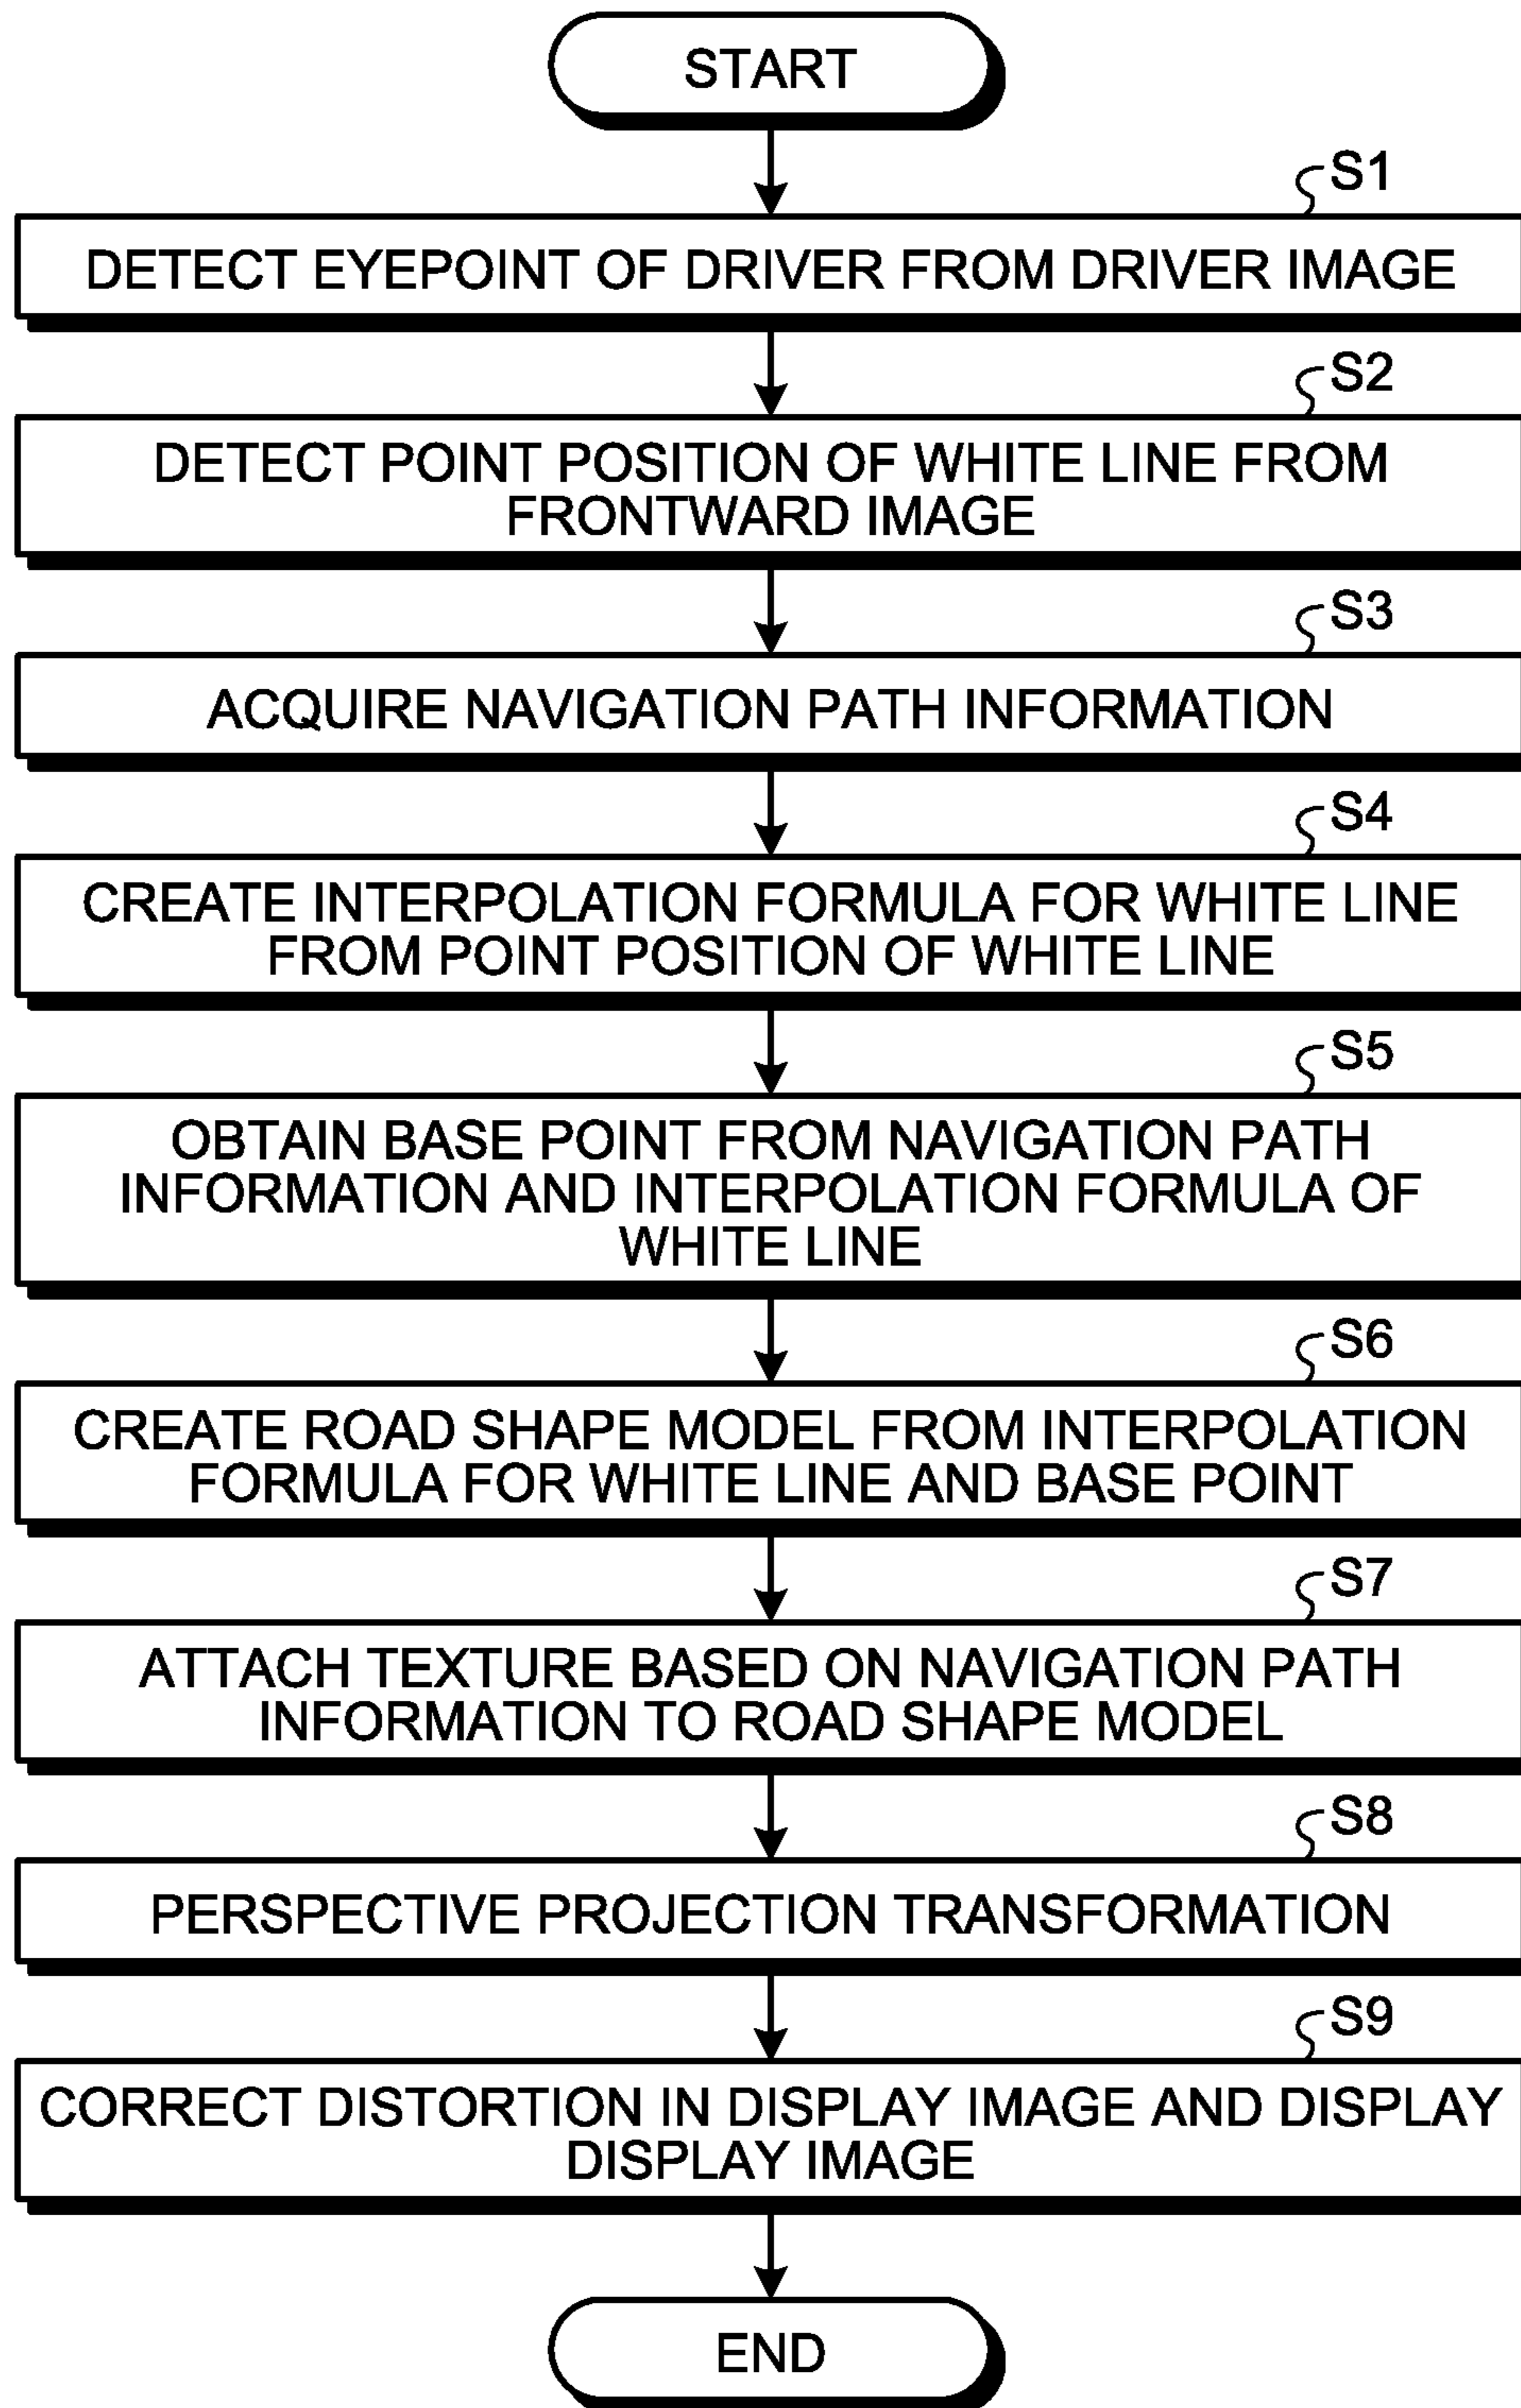 START
S1
DETECT EYEPOINT OF DRIVER FROM DRIVER IMAGE
S2
DETECT POINT POSITION OF WHITE LINE FROM
FRONTWARD IMAGE
S3
ACQUIRE NAVIGATION PATH INFORMATION
S4
CREATE INTERPOLATION FORMULA FOR WHITE LINE
FROM POINT POSITION OF WHITE LINE
S5
OBTAIN BASE POINT FROM NAVIGATION PATH
INFORMATION AND INTERPOLATION FORMULA OF
WHITE LINE
S6
CREATE ROAD SHAPE MODEL FROM INTERPOLATION
FORMULA FOR WHITE LINE AND BASE POINT
S7
ATTACH TEXTURE BASED ON NAVIGATION PATH
INFORMATION TO ROAD SHAPE MODEL
S8
PERSPECTIVE PROJECTION TRANSFORMATION
S9
CORRECT DISTORTION IN DISPLAY IMAGE AND DISPLAY
DISPLAY IMAGE
END